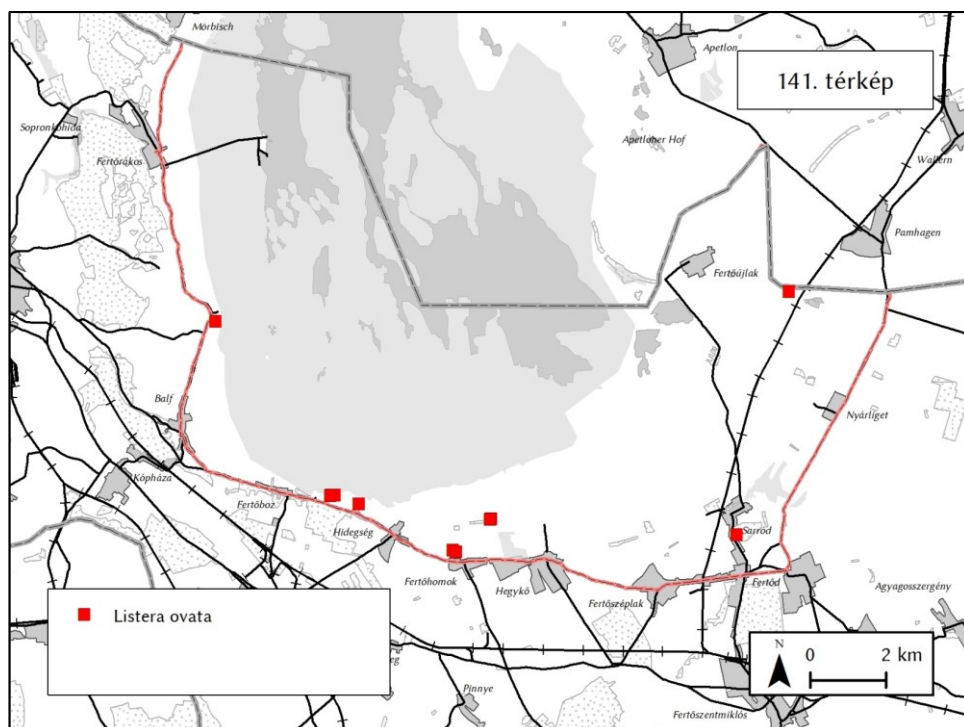 Mörbisch
Apetlon
141. térkép
Sopronkőhida
Fertőrákos
Apetloner Hof
Wallern
Pamhagen
Fertőújlak
Balf
Nyárliget
Kópháza
Fertőboz
Hidegség
Sarród
Fertőhomok
Hegykő
Fertőszéplak
Fertőd
Agyagosszergény
Listera ovata
Pinnye
Fertőszentmiklós
N
0 2 km